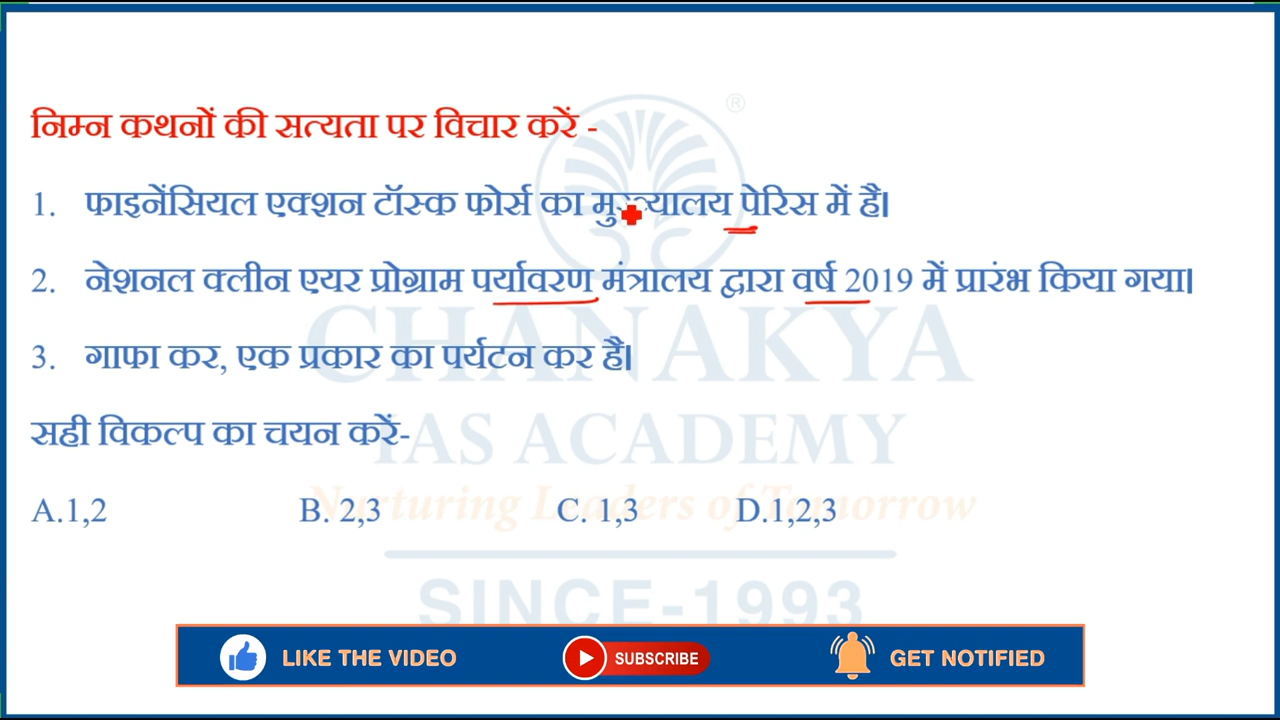 निम्न कथनों की सत्यता पर विचार करें -
1. फाइनेंसियल एक्शन टॉस्क फोर्स का मुख्यालय पेरिस में है।
2. नेशनल क्लीन एयर प्रोग्राम पर्यावरण मंत्रालय द्वारा वर्ष 2019 में प्रारंभ किया गया।
3. गाफा कर, एक प्रकार का पर्यटन कर है।
सही विकल्प का चयन करें-
A.1,2 B. 2,3 C. 1,3 D.1,2,3
®
CHANAKYA
IAS ACADEMY
Nurturing Leaders of Tomorrow
SINCE-1993
LIKE THE VIDEO SUBSCRIBE GET NOTIFIED